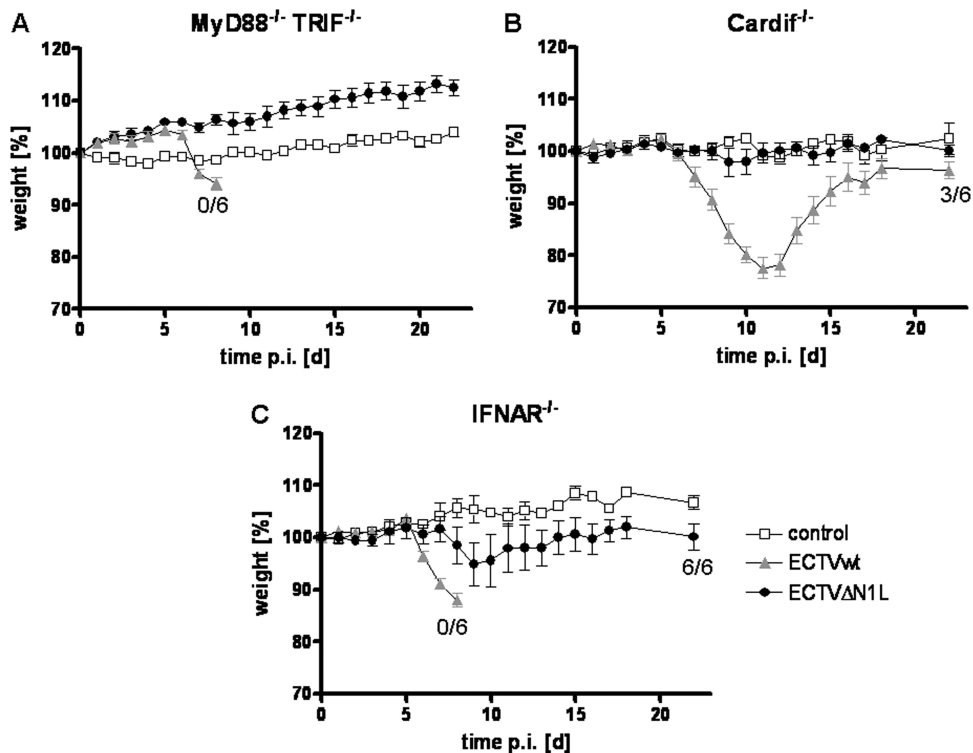 A
MyD88-/- TRIF-/-
weight [%]
120
110
100
90
80
70
0 5 10 15 20
time p.i. [d]
0/6
B
Cardif-/-
weight [%]
120
110
100
90
80
70
0 5 10 15 20
time p.i. [d]
3/6
C
IFNAR-/-
weight [%]
120
110
100
90
80
70
0 5 10 15 20
time p.i. [d]
0/6
6/6
control
ECTVwt
ECTVΔN1L